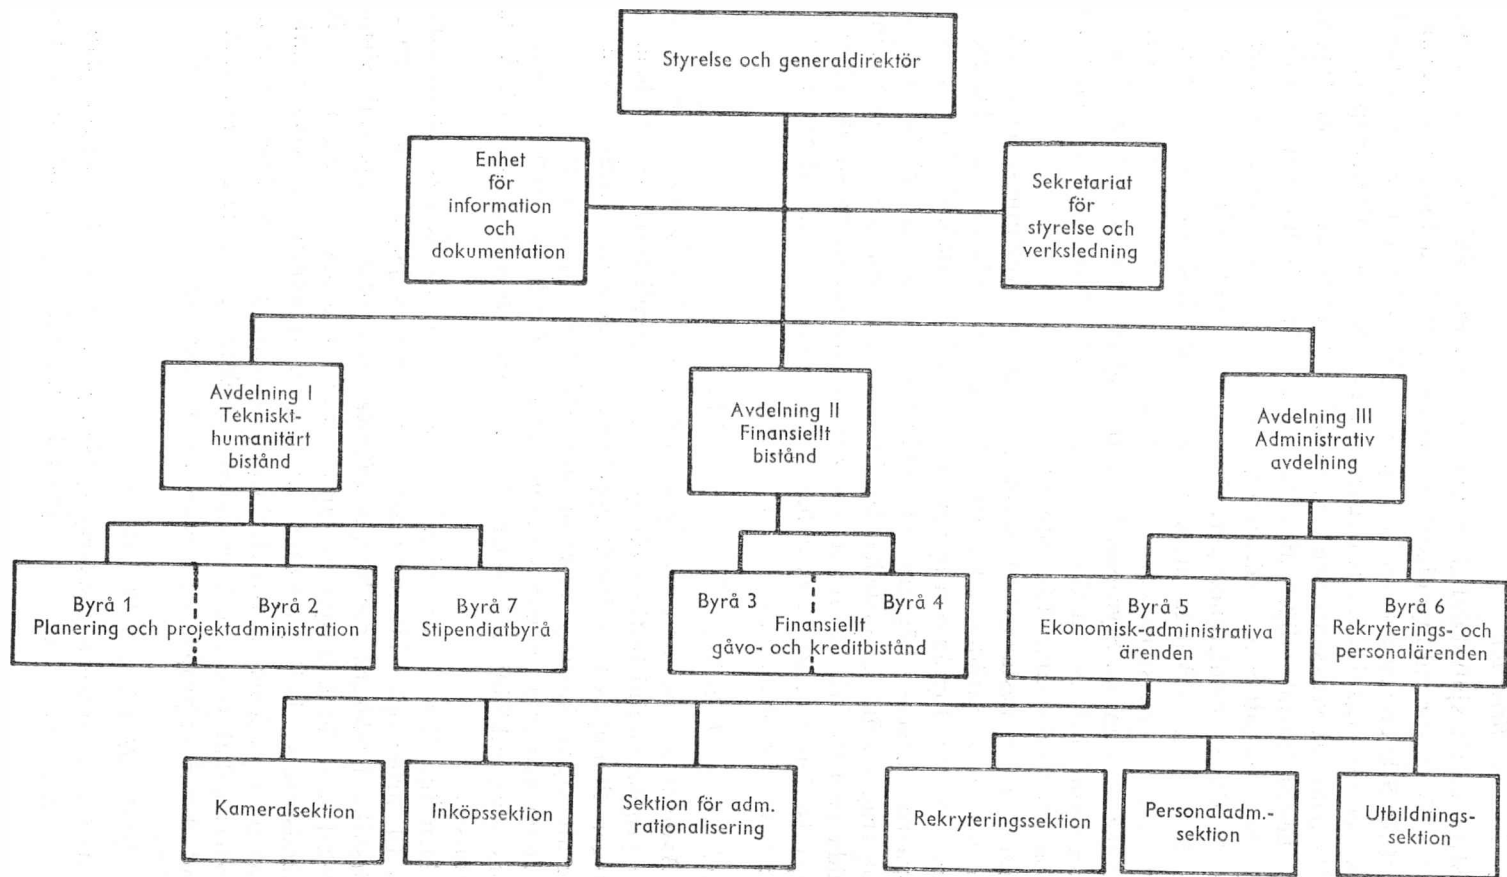 Styrelse och generaldirektör
Enhet
för
information
och
dokumentation
Sekretariat
för
styrelse och
verksledning
Avdelning I
Tekniskt-
humanitärt
bistånd
Avdelning II
Finansiellt
bistånd
Avdelning III
Administrativ
avdelning
Byrå 1
Byrå 2
Planering och projektadministration
Byrå 7
Stipendiatbyrå
Byrå 3
Byrå 4
Finansiellt
gåvo- och kreditbistånd
Byrå 5
Ekonomisk-administrativa
ärenden
Byrå 6
Rekryterings- och
personalärenden
Kameralsektion
Inköpssektion
Sektion för adm.
rationalisering
Rekryteringssektion
Personaladm.-
sektion
Utbildnings-
sektion